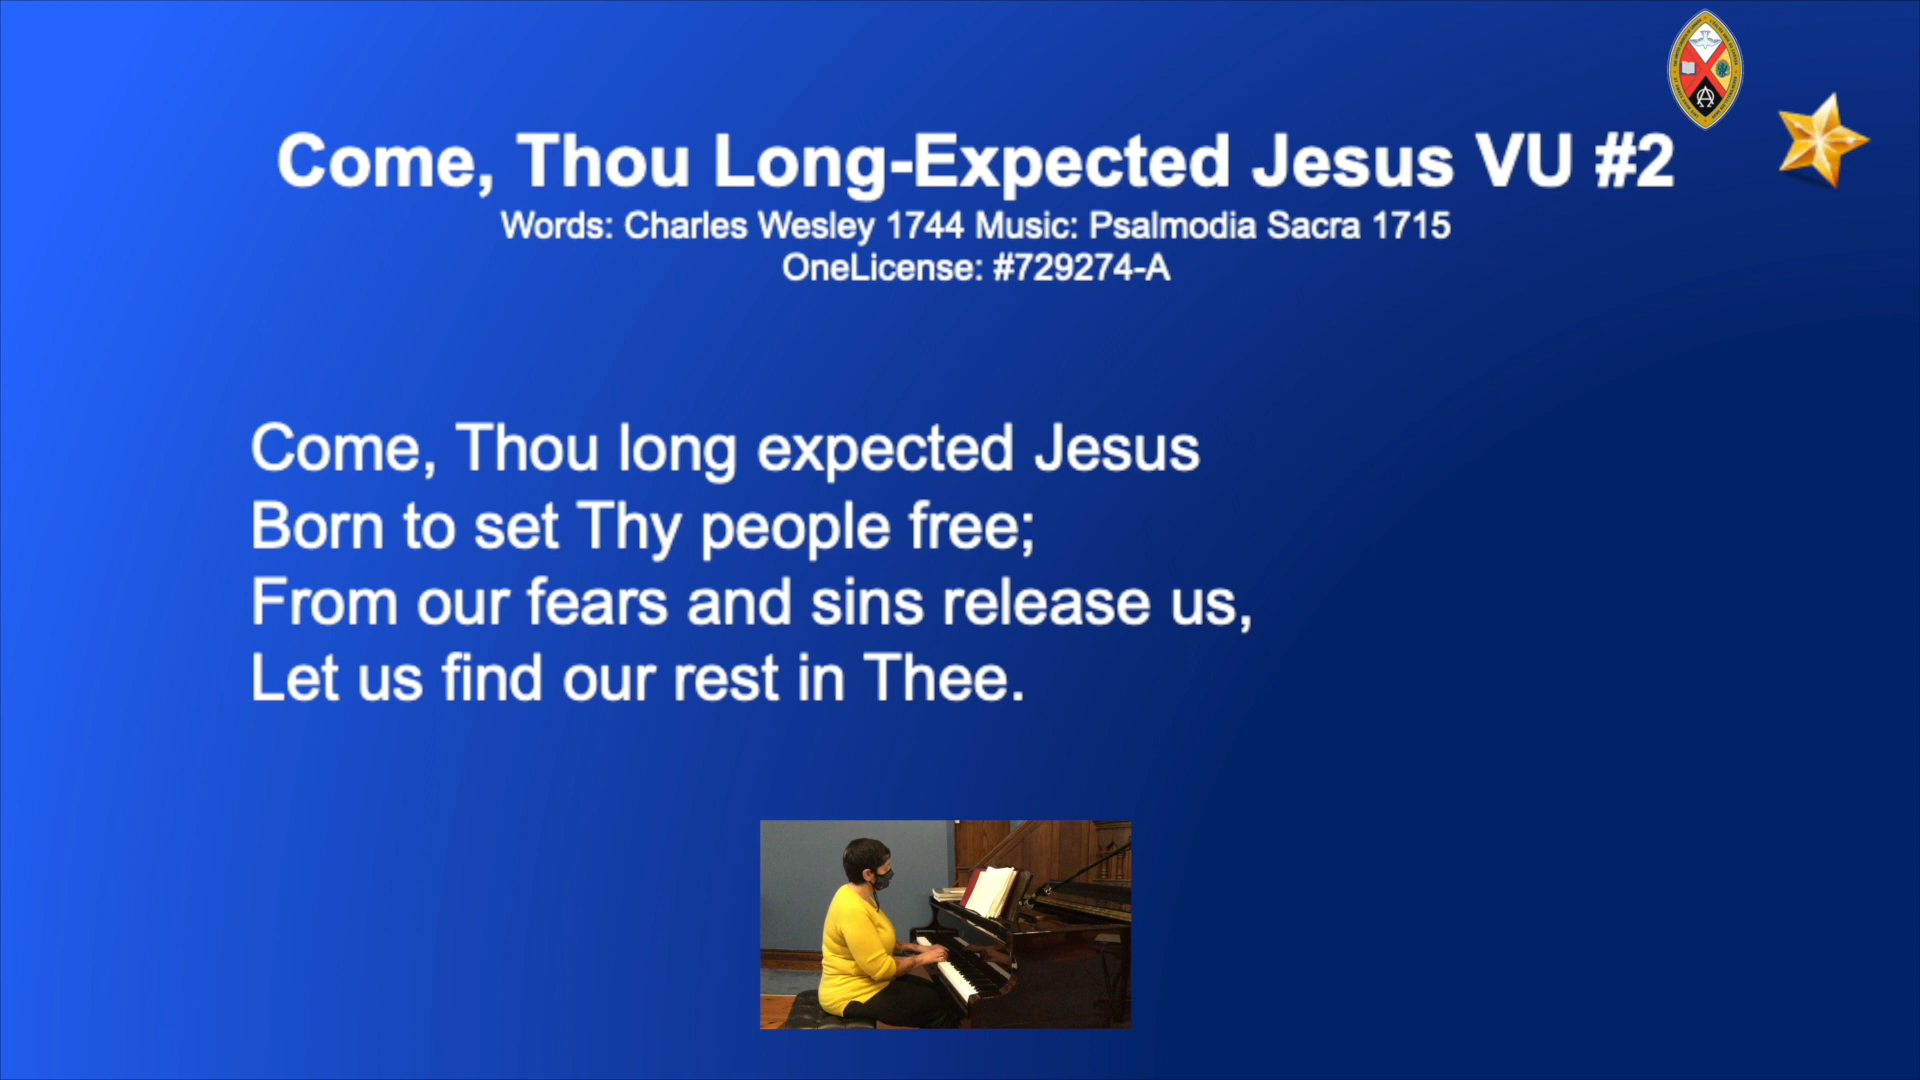 Come, Thou Long-Expected Jesus VU #2
Words: Charles Wesley 1744 Music: Psalmodia Sacra 1715
OneLicense: #729274-A
Come, Thou long expected Jesus
Born to set Thy people free;
From our fears and sins release us,
Let us find our rest in Thee.